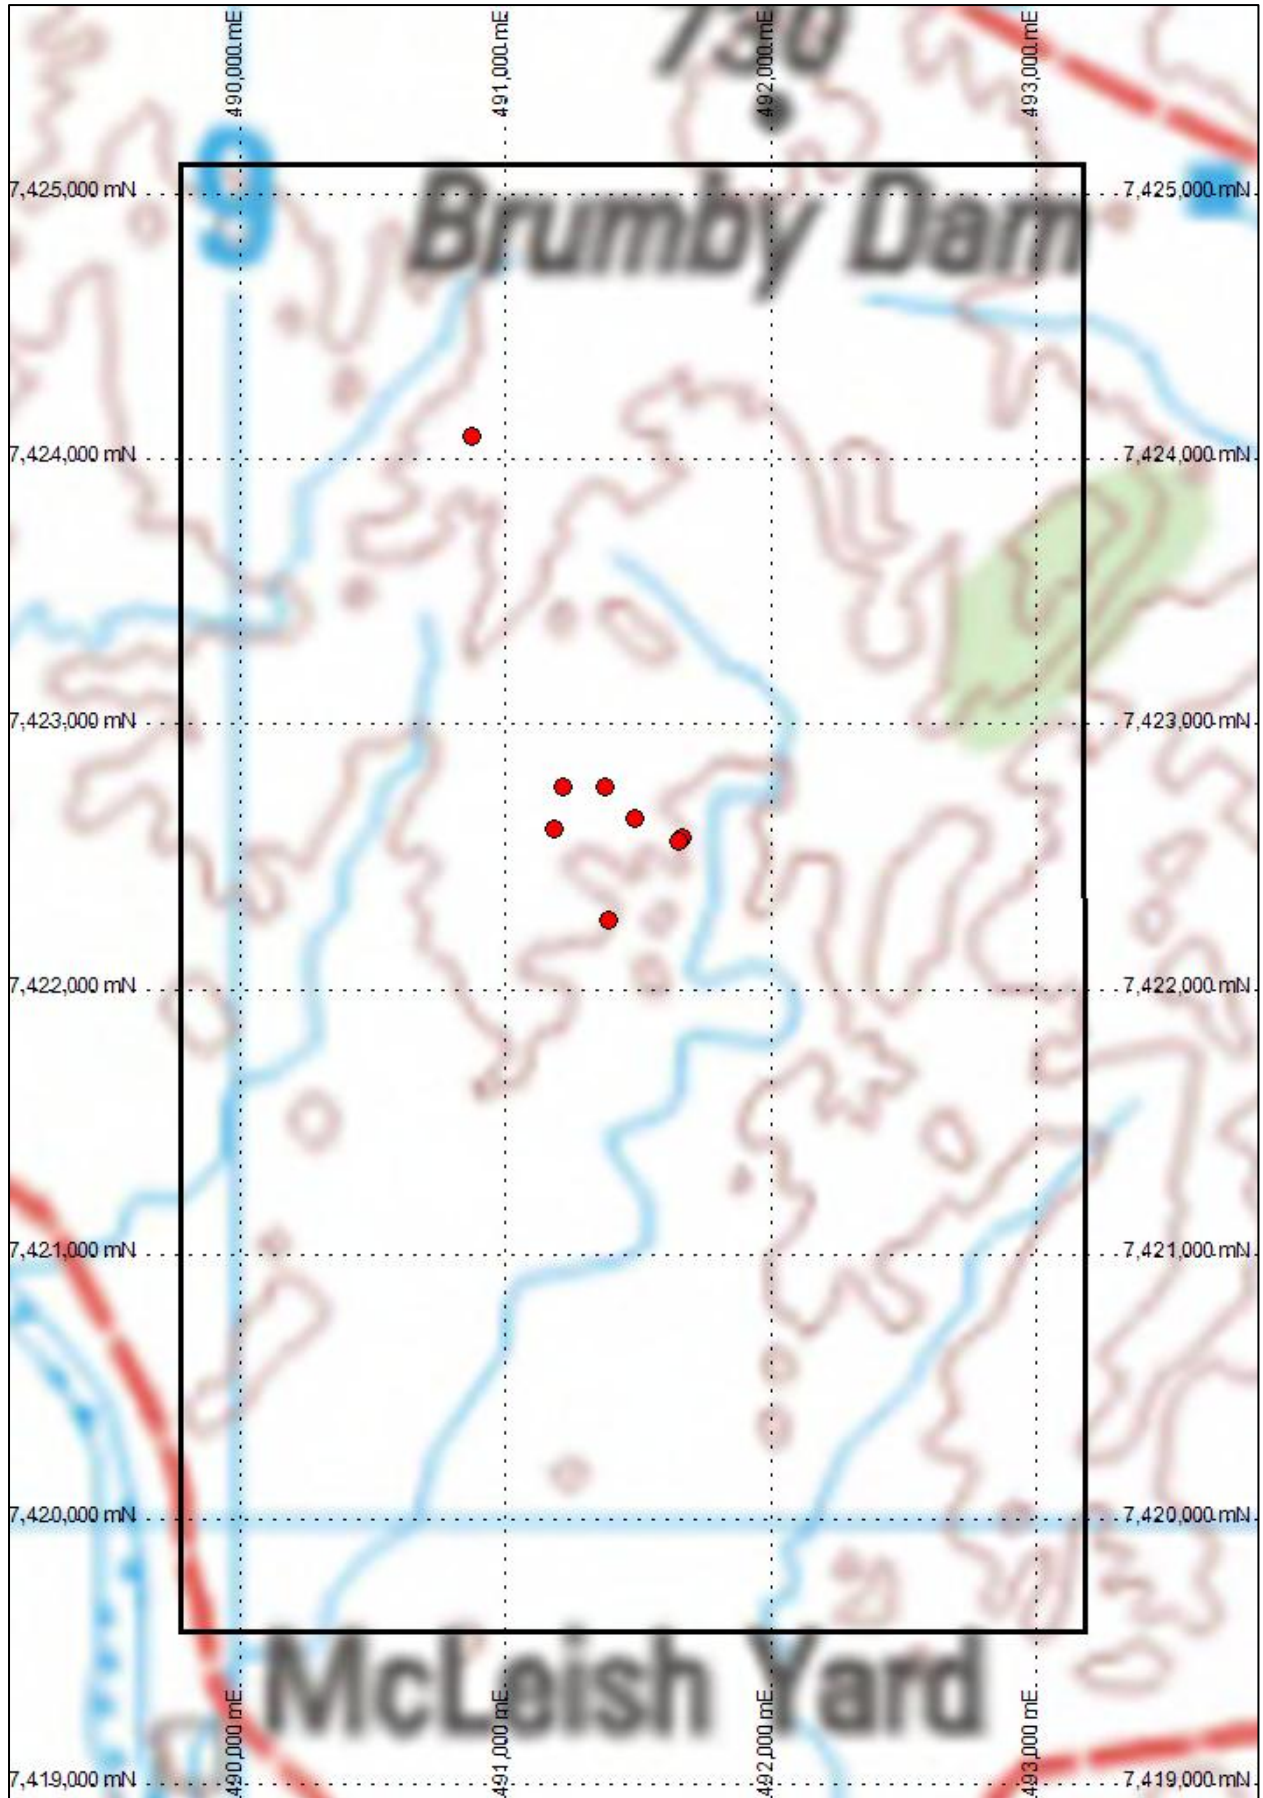 490,000 mE
491,000 mE
492,000 mE
493,000 mE
730
9
7,425,000 mN
Brumby Dam
7,425,000 mN
7,424,000 mN
7,424,000 mN
7,423,000 mN
7,423,000 mN
7,422,000 mN
7,422,000 mN
7,421,000 mN
7,421,000 mN
7,420,000 mN
7,420,000 mN
McLeish Yard
490,000 mE
491,000 mE
492,000 mE
493,000 mE
7,419,000 mN
7,419,000 mN